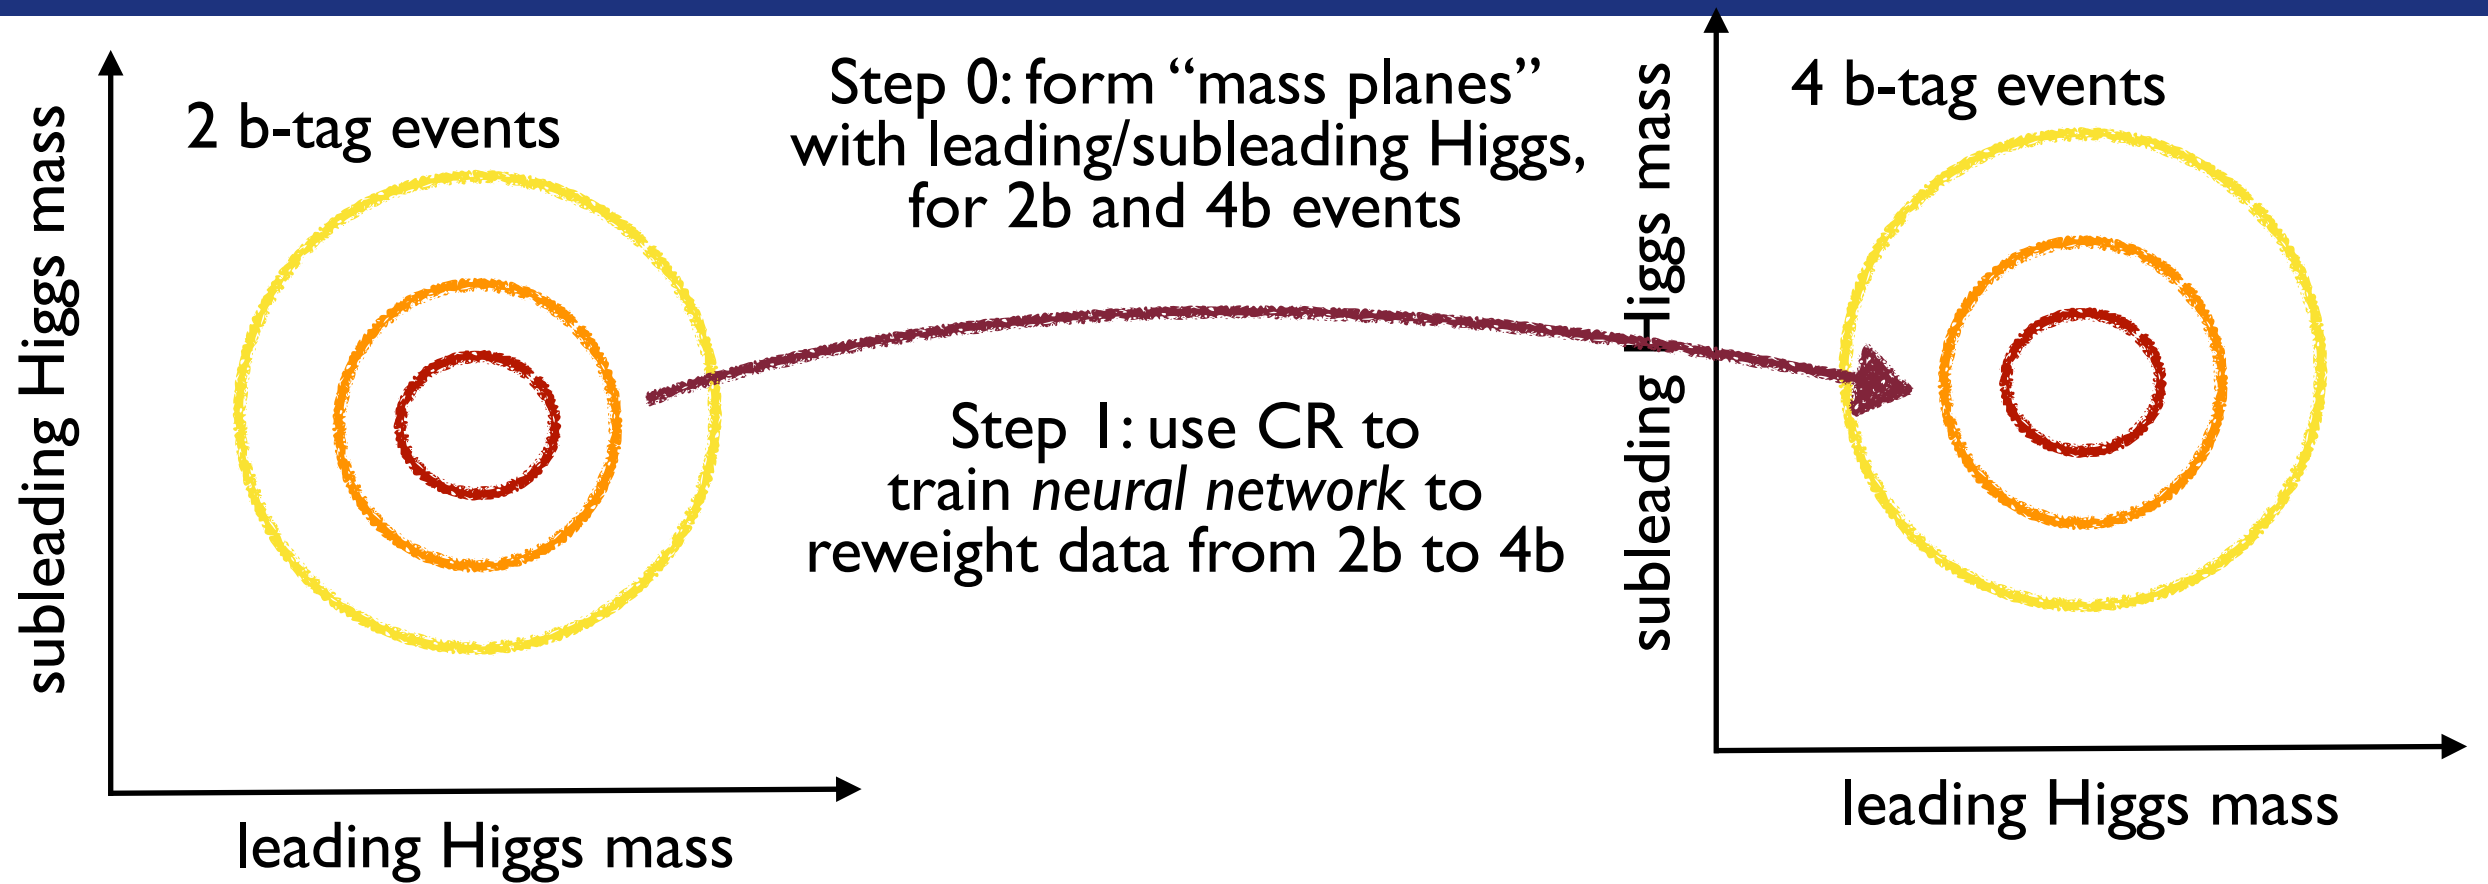 2 b-tag events
subleading Higgs mass
leading Higgs mass
Step 0: form “mass planes”
with leading/subleading Higgs,
for 2b and 4b events
Step 1: use CR to
train neural network to
reweight data from 2b to 4b
4 b-tag events
subleading Higgs mass
leading Higgs mass